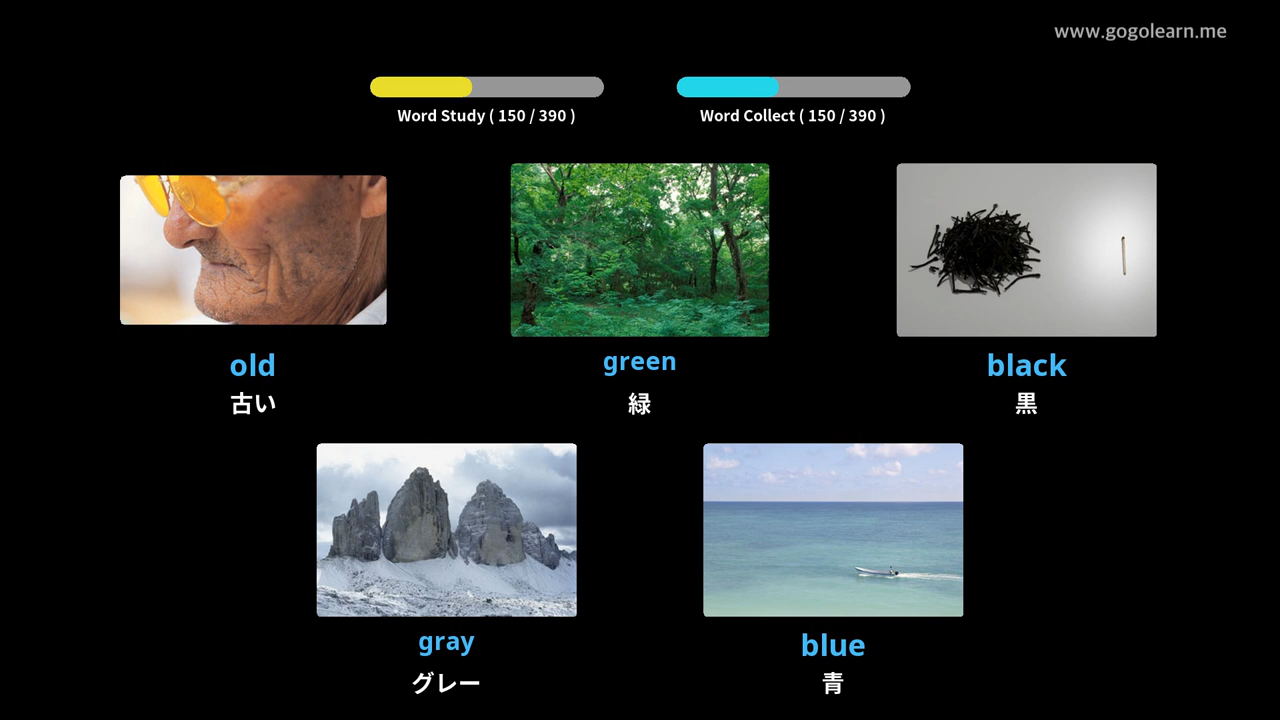 www.gogolearn.me
Word Study ( 150 / 390 )
Word Collect ( 150 / 390 )
old
古い
green
緑
black
黒
gray
グレー
blue
青